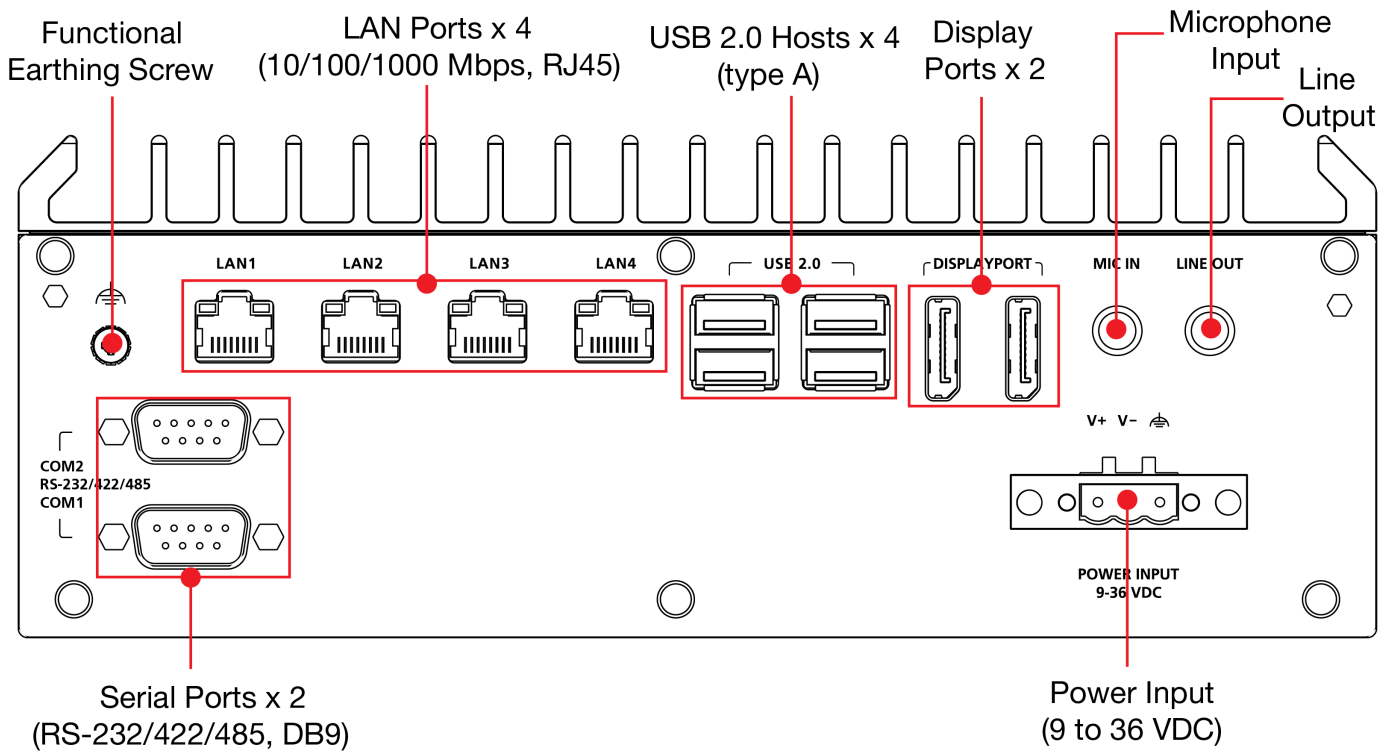 Functional
Earthing Screw
LAN Ports x 4
(10/100/1000 Mbps, RJ45)
USB 2.0 Hosts x 4
(type A)
Display
Ports x 2
Microphone
Input
Line
Output
LAN1
LAN2
LAN3
LAN4
USB 2.0
DISPLAYPORT
MIC IN
LINE OUT
COM2
RS-232/422/485
COM1
V+ V-
POWER INPUT
9-36 VDC
Serial Ports x 2
(RS-232/422/485, DB9)
Power Input
(9 to 36 VDC)